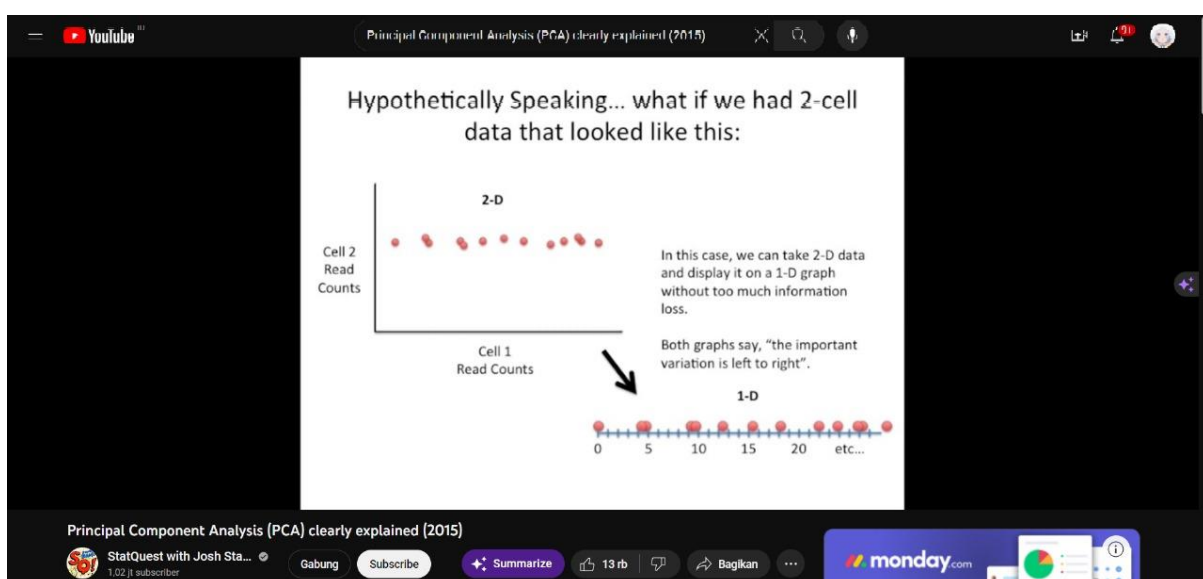 YouTube ID
Principal Component Analysis (PCA) clearly explained (2015)
Hypothetically Speaking... what if we had 2-cell
data that looked like this:
2-D
Cell 2
Read
Counts
In this case, we can take 2-D data
and display it on a 1-D graph
without too much information
loss.
Both graphs say, “the important
variation is left to right”.
Cell 1
Read Counts
1-D
0 5 10 15 20 etc...
Principal Component Analysis (PCA) clearly explained (2015)
StatQuest with Josh Sta...
1,02 jt subscriber
Gabung
Subscribe
Summarize
13 rb
Bagikan
monday.com